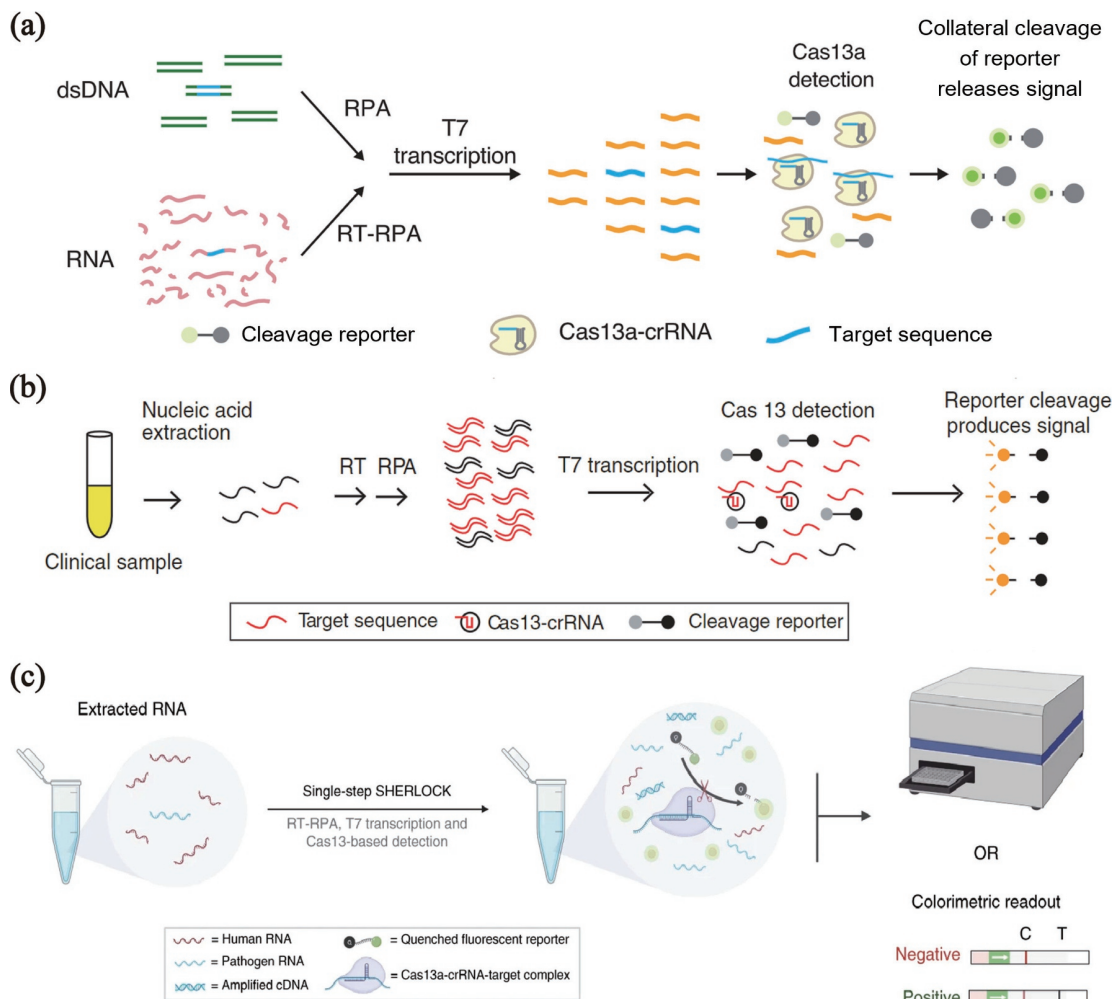 (a)
dsDNA
RPA
RNA
RT-RPA
T7
transcription
Cas13a
detection
Collateral cleavage
of reporter
releases signal
Cleavage reporter
Cas13a-crRNA
Target sequence
(b)
Clinical sample
Nucleic acid
extraction
RT RPA
T7 transcription
Cas 13 detection
Reporter cleavage
produces signal
Target sequence
Cas13-crRNA
Cleavage reporter
(c)
Extracted RNA
Single-step SHERLOCK
RT-RPA, T7 transcription and
Cas13-based detection
Q
Q
= Human RNA
= Pathogen RNA
= Amplified cDNA
Q
= Quenched fluorescent reporter
= Cas13a-crRNA-target complex
OR
Colorimetric readout
C T
Negative
Positive